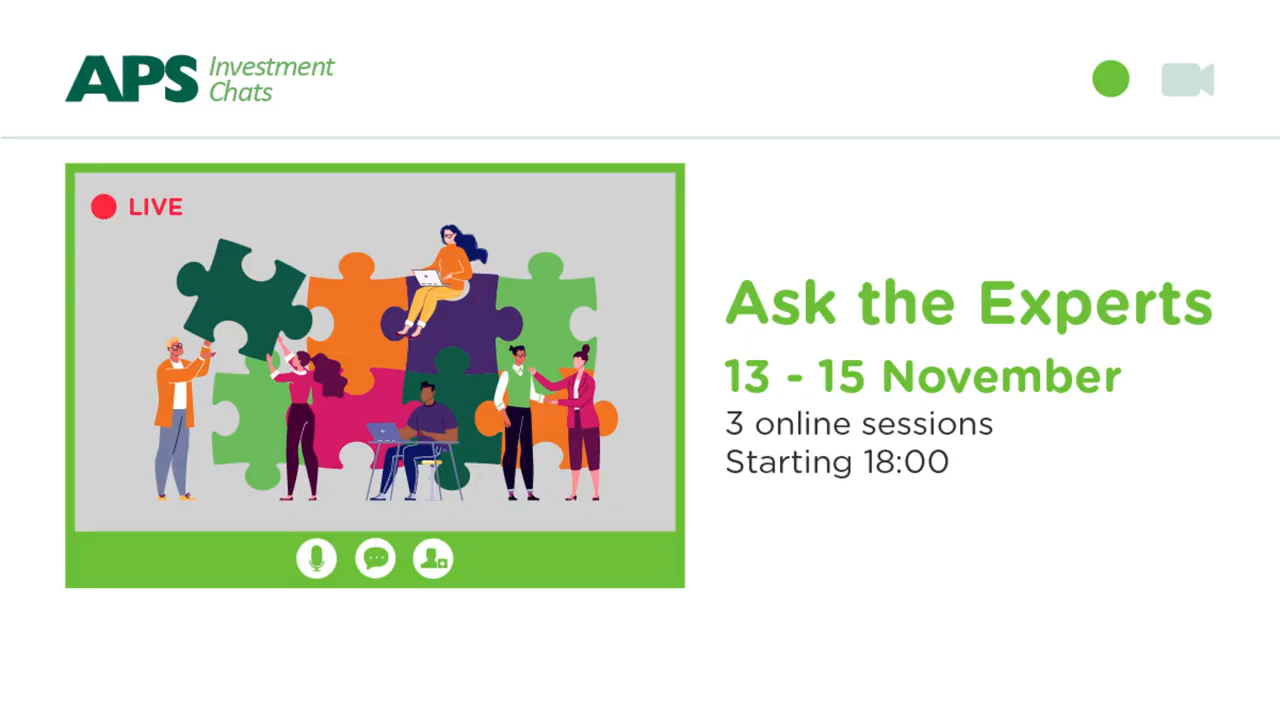 APS Investment
Chats
LIVE
Ask the Experts
13 - 15 November
3 online sessions
Starting 18:00